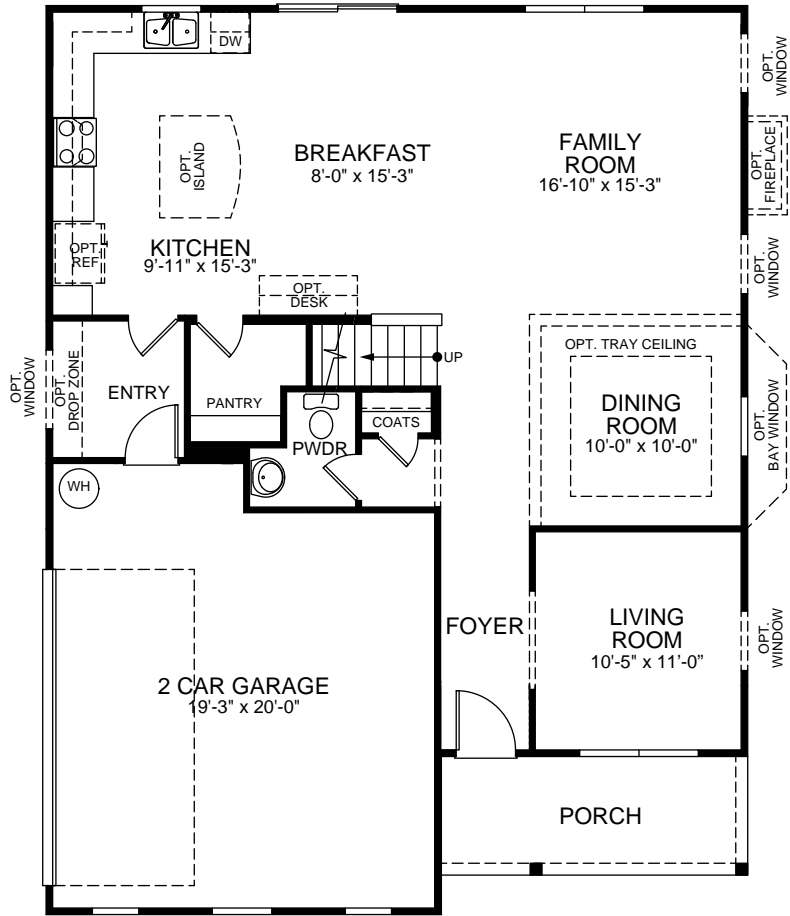 DW
OPT.
WINDOW
BREAKFAST
8'-0" x 15'-3"
FAMILY
ROOM
16'-10" x 15'-3"
OPT.
ISLAND
OPT.
FIREPLACE
KITCHEN
9'-11" x 15'-3"
OPT.
REF
OPT.
DESK
OPT.
WINDOW
OPT. TRAY CEILING
UP
OPT.
WINDOW
OPT.
DROP ZONE
ENTRY
PANTRY
COATS
DINING
ROOM
10'-0" x 10'-0"
OPT.
BAY WINDOW
PWDR
WH
FOYER
LIVING
ROOM
10'-5" x 11'-0”
OPT.
WINDOW
2 CAR GARAGE
19'-3" x 20'-0"
PORCH